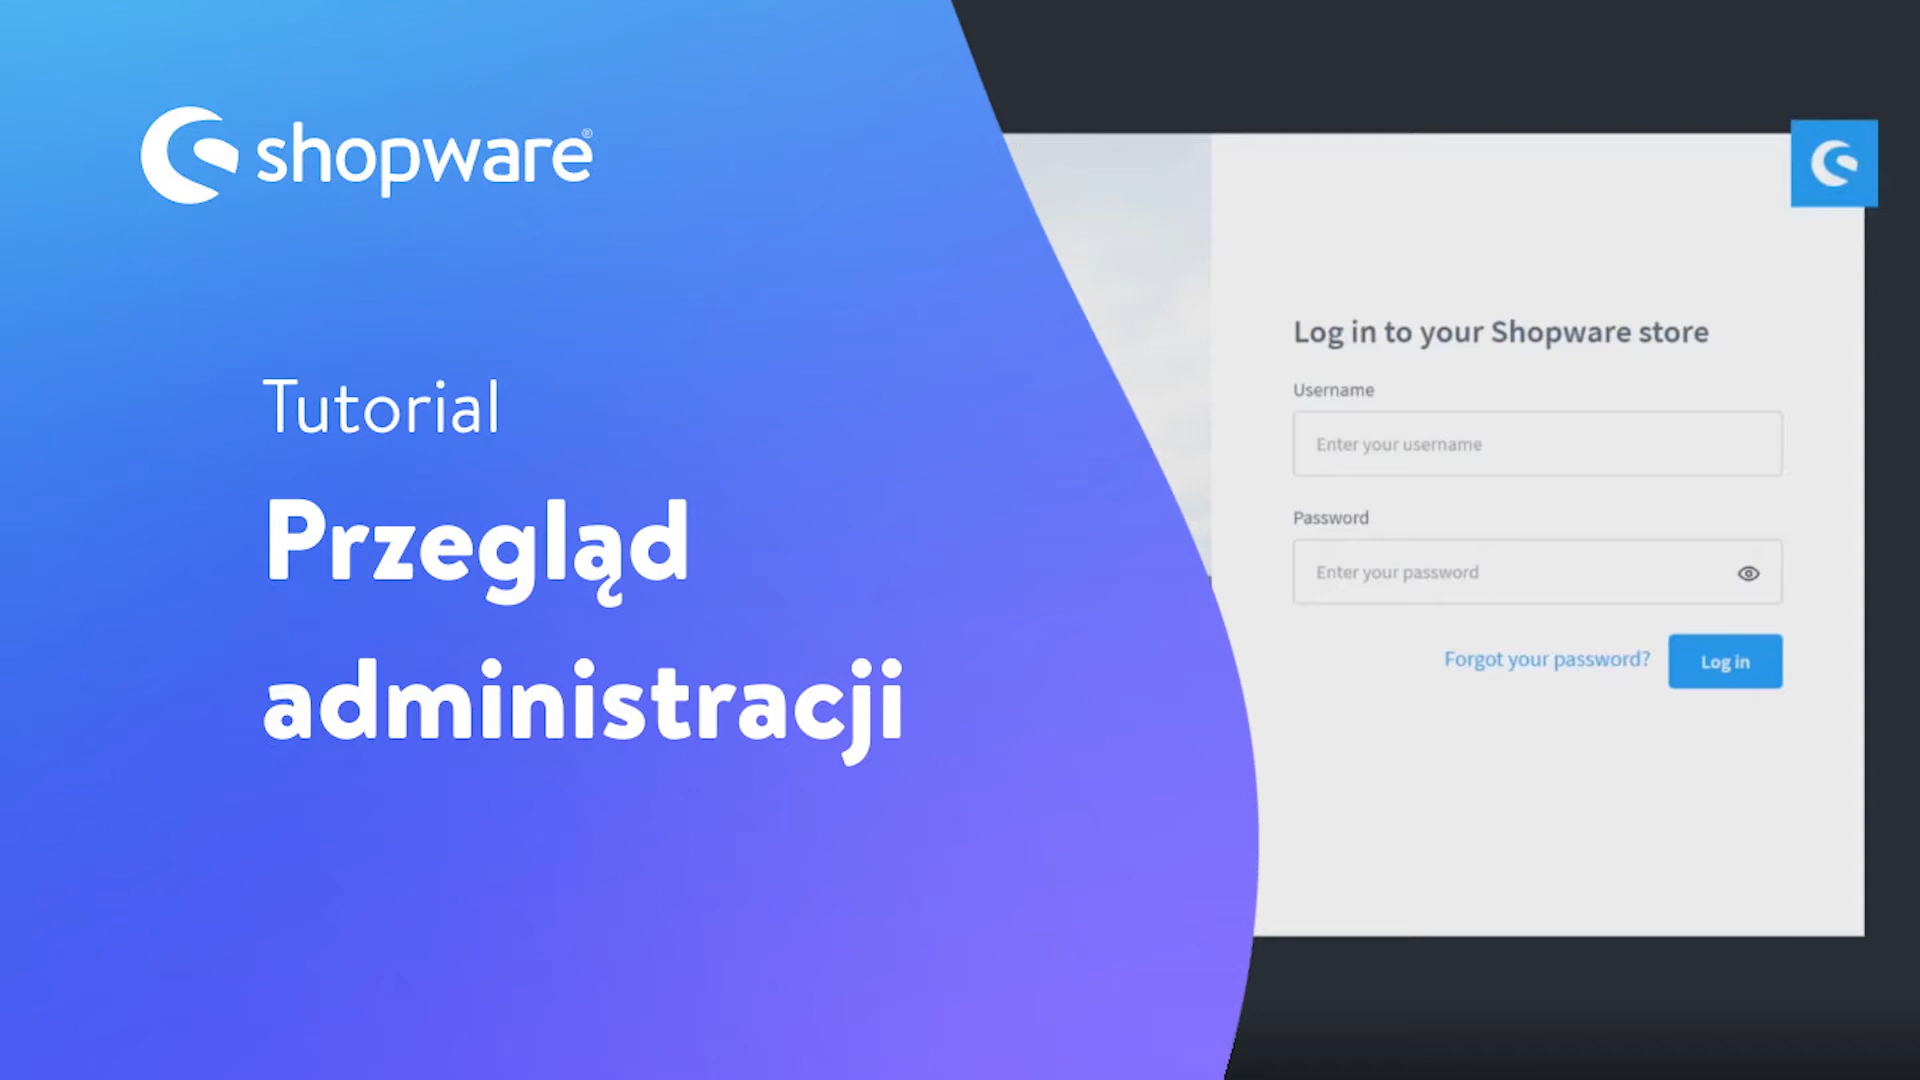 shopware®
Tutorial
Przegląd
administracji
Log in to your Shopware store
Username
Enter your username
Password
Enter your password
Forgot your password?
Log in